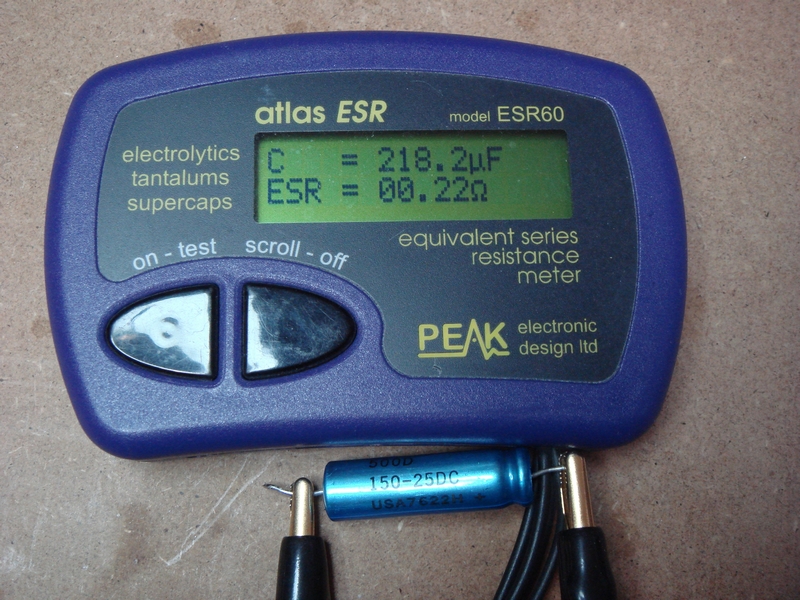 atlas ESR
model ESR60
electrolytics
tantalums
supercaps
C = 218.2µF
ESR = 00.22Ω
equivalent series
resistance
meter
on - test
scroll - off
PEAK
electronic
design ltd
500D
150-25DC